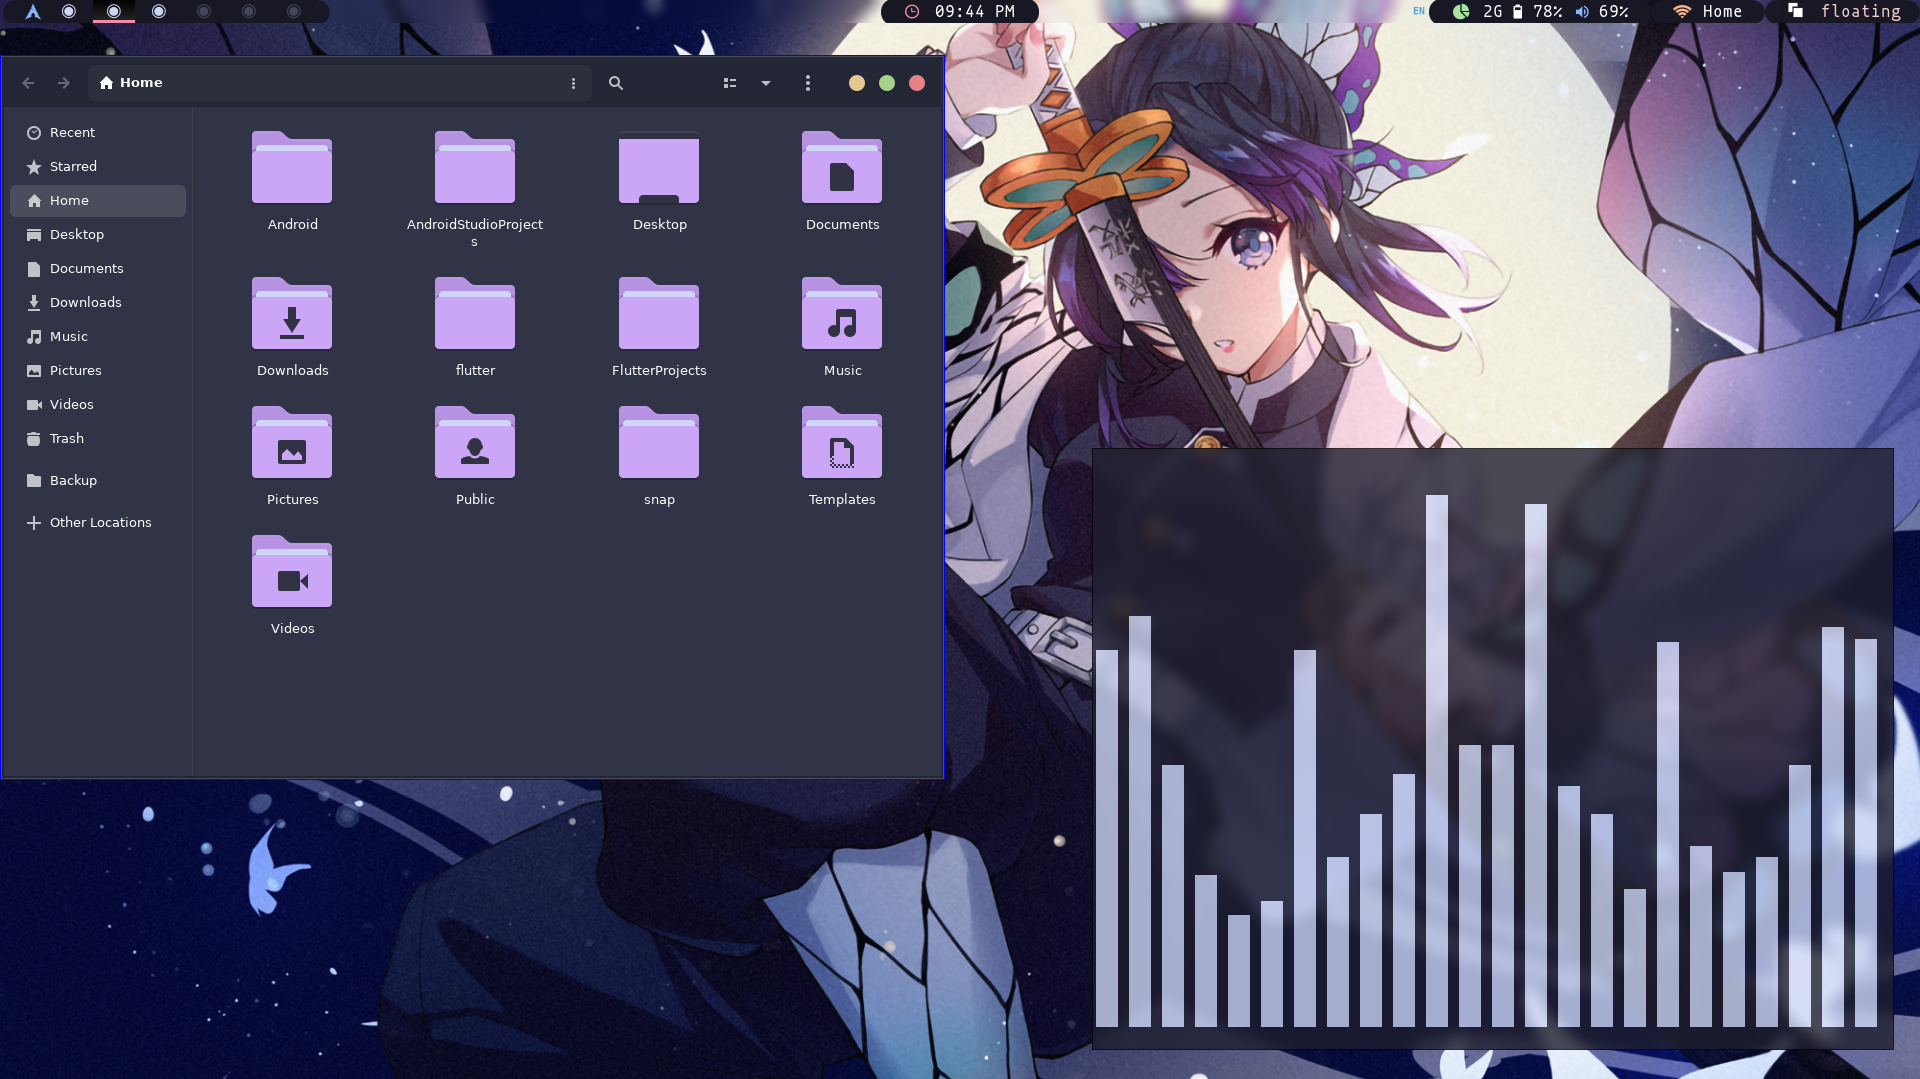 09:44 PM
EN
2G 78% 69%
Home
floating
Home
Recent
Starred
Home
Desktop
Documents
Downloads
Music
Pictures
Videos
Trash
Backup
Other Locations
Android
AndroidStudioProject
s
Desktop
Documents
Downloads
flutter
FlutterProjects
Music
Pictures
Public
snap
Templates
Videos